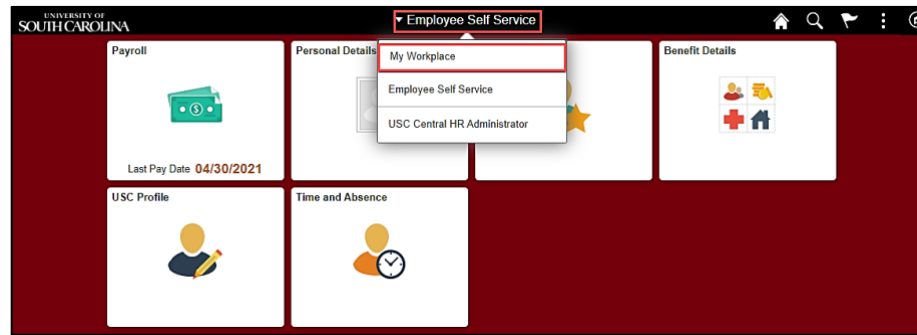 UNIVERSITY OF
SOUTH CAROLINA
Employee Self Service
Payroll
Last Pay Date 04/30/2021
Personal Details
My Workplace
Employee Self Service
USC Central HR Administrator
Benefit Details
USC Profile
Time and Absence